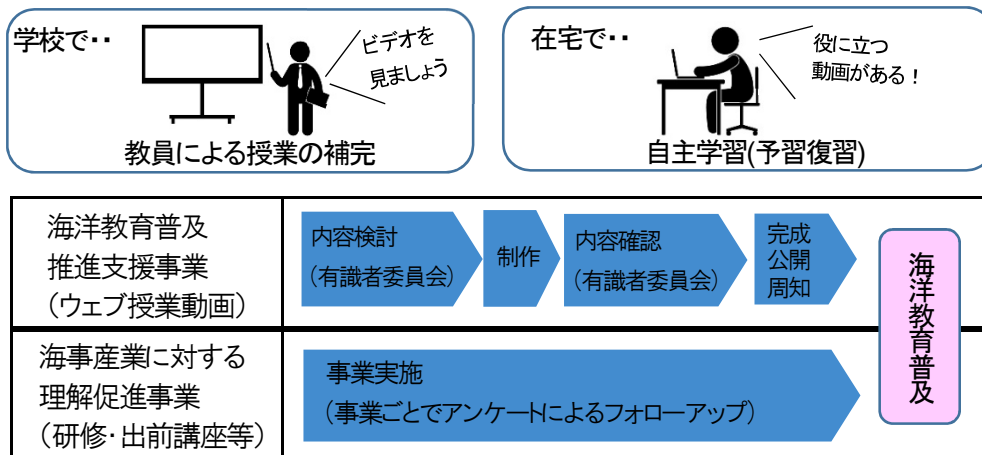 学校で・・
ビデオを
見ましょう
教員による授業の補完
在宅で・・
役に立つ
動画がある！
自主学習(予習復習)
海洋教育普及
推進支援事業
（ウェブ授業動画）
内容検討
（有識者委員会）
制作
内容確認
（有識者委員会）
完成
公開
周知
海洋教育普及
海事産業に対する
理解促進事業
（研修・出前講座等）
事業実施
（事業ごとでアンケートによるフォローアップ）